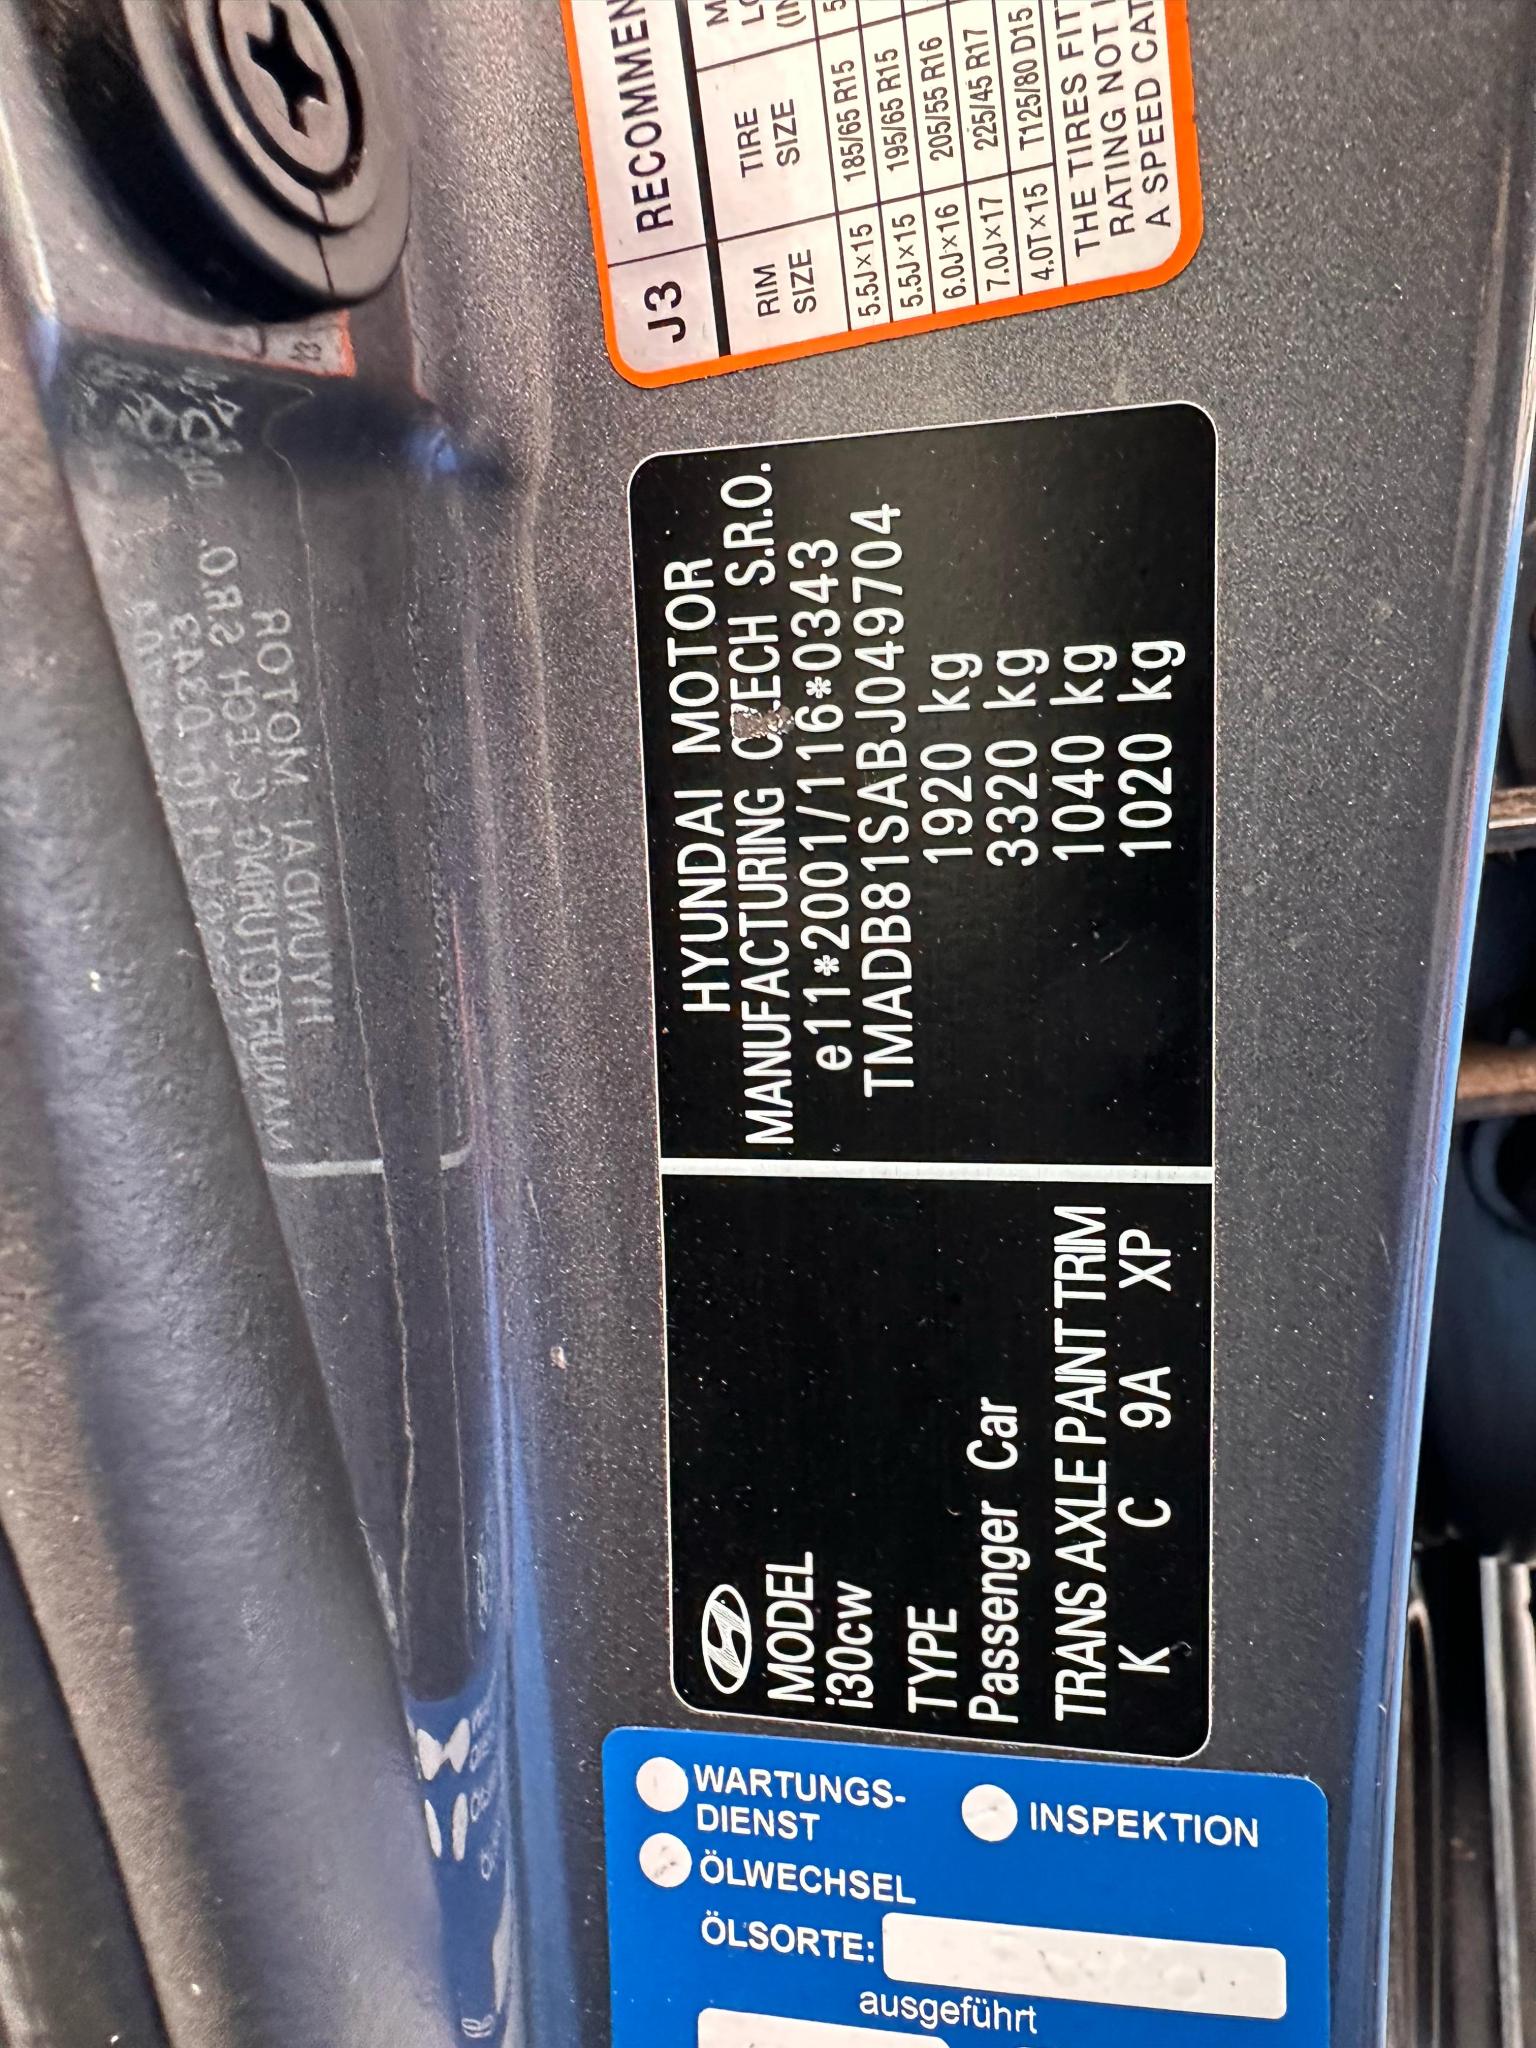 J3 RECOMMEN
RIM SIZE TIRE SIZE
5.5J×15 185/65 R15 5
5.5J×15 195/65 R15
6.0J×16 205/55 R16
7.0J×17 225/45 R17
4.0T×15 T125/80 D15
THE TIRES FIT
RATING NOT
A SPEED CAT
HYUNDAI MOTOR
MANUFACTURING CZECH S.R.O.
e11*2001/116*0343
TMADB81SABJ049704
1920 kg
3320 kg
1040 kg
1020 kg
MODEL
i30cw
TYPE
Passenger Car
TRANS AXLE PAINT TRIM
K C 9A XP
WARTUNGS-
DIENST
INSPEKTION
ÖLWECHSEL
ÖLSORTE:
ausgeführt